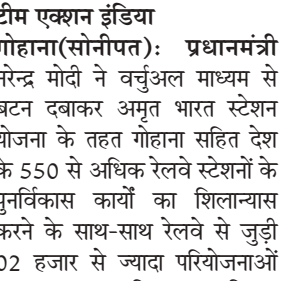 टीम एक्शन इंडिया
गोहाना(सोनीपत): प्रधानमंत्री
नरेन्द्र मोदी ने वर्चुअल माध्यम से
बटन दबाकर अमृत भारत स्टेशन
योजना के तहत गोहाना सहित देश
के 550 से अधिक रेलवे स्टेशनों के
पुनर्विकास कार्यों का शिलान्यास
करने के साथ-साथ रेलवे से जुड़ी
02 हजार से ज्यादा परियोजनाओं